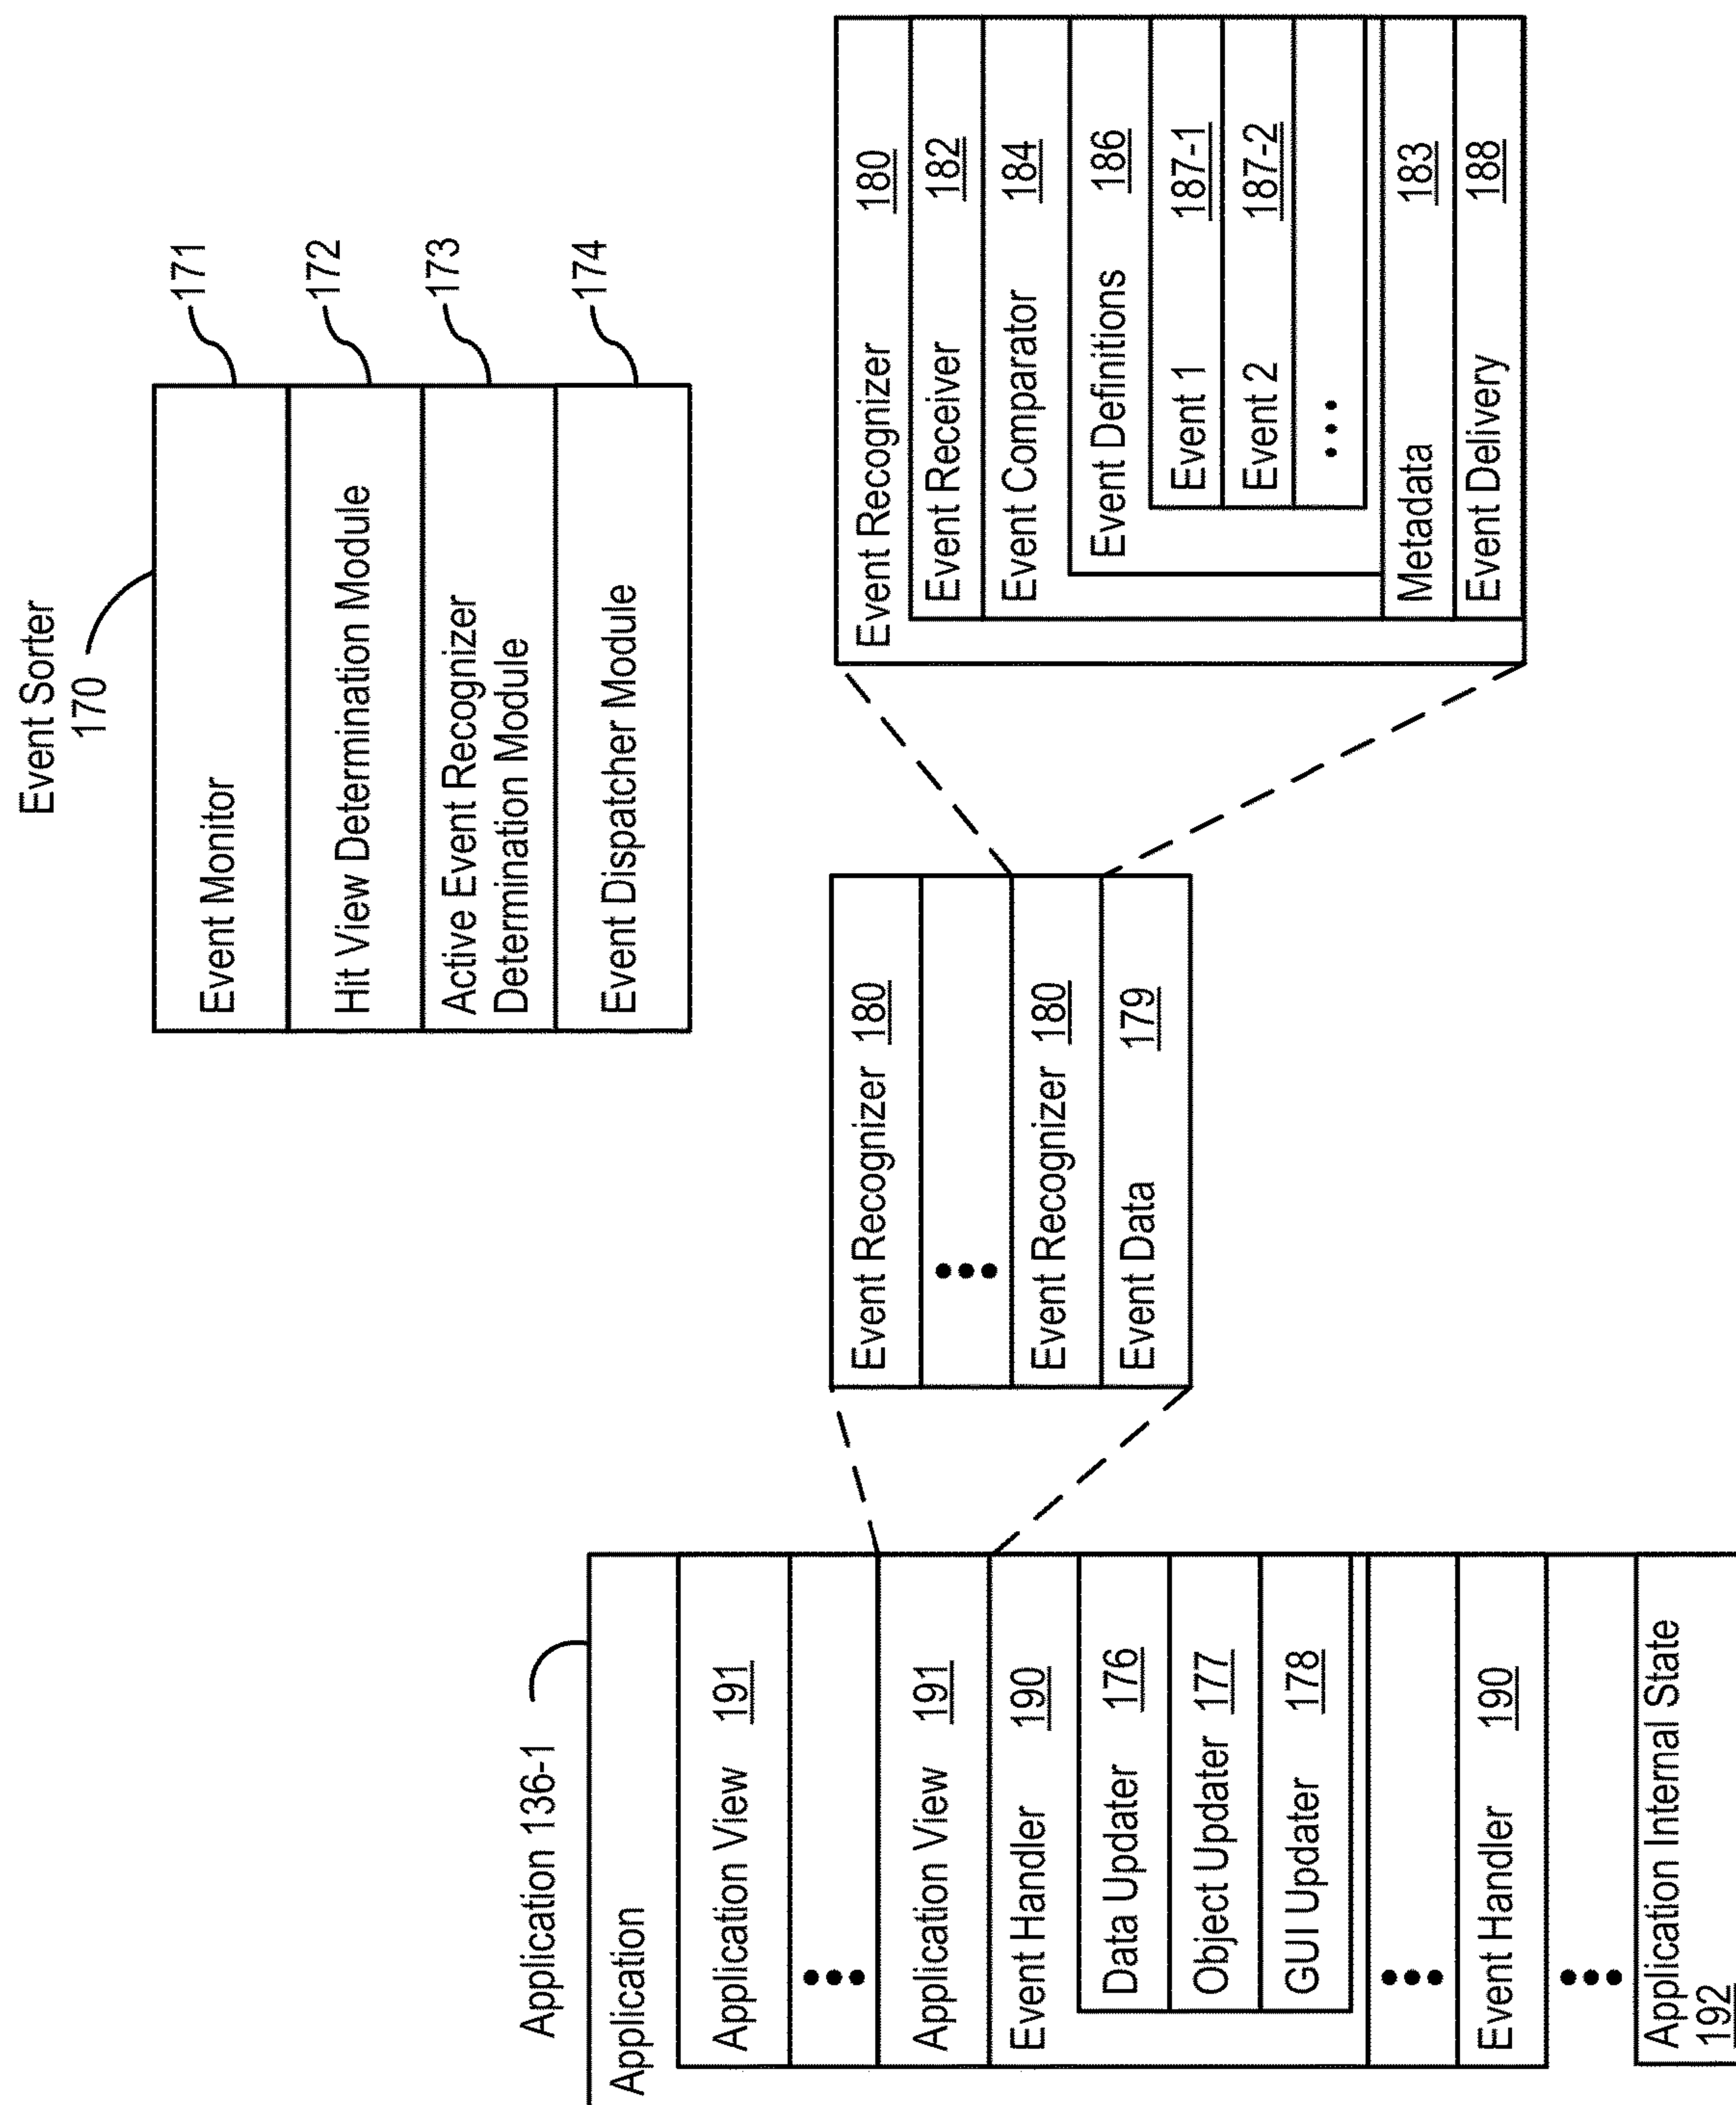 Event Sorter
170
Event Monitor
171
Hit View Determination Module
172
Active Event Recognizer
Determination Module
173
Event Dispatcher Module
174
Application 136-1
Application
Application View 191
•••
Application View 191
Event Handler 190
Data Updater 176
Object Updater 177
GUI Updater 178
•••
Event Handler 190
•••
Application Internal State
192
Event Recognizer 180
•••
Event Recognizer 180
Event Data 179
Event Recognizer 180
Event Receiver 182
Event Comparator 184
Event Definitions 186
Event 1 187-1
Event 2 187-2
•••
Metadata 183
Event Delivery 188